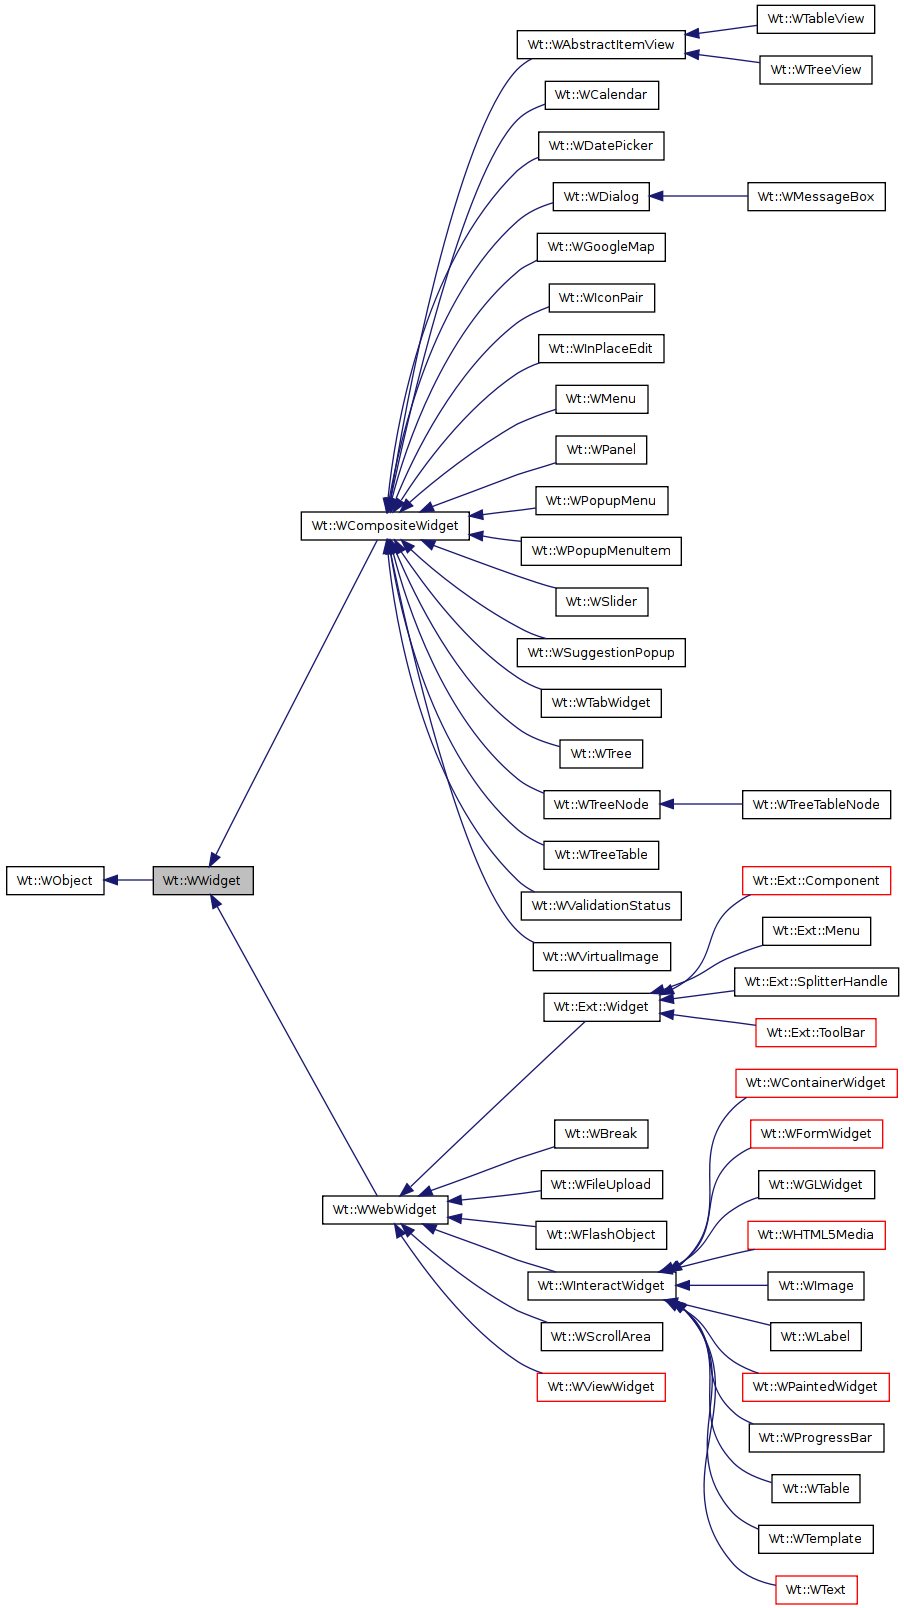 Wt::WTableView
Wt::WAbstractItemView
Wt::WTreeView
Wt::WCalendar
Wt::WDatePicker
Wt::WDialog
Wt::WMessageBox
Wt::WGoogleMap
Wt::WIconPair
Wt::WInPlaceEdit
Wt::WMenu
Wt::WPanel
Wt::WPopupMenu
Wt::WCompositeWidget
Wt::WPopupMenuItem
Wt::WSlider
Wt::WSuggestionPopup
Wt::WTabWidget
Wt::WTree
Wt::WTreeNode
Wt::WTreeTableNode
Wt::WTreeTable
Wt::WObject
Wt::WWidget
Wt::Ext::Component
Wt::WValidationStatus
Wt::Ext::Menu
Wt::WVirtualImage
Wt::Ext::SplitterHandle
Wt::Ext::Widget
Wt::Ext::ToolBar
Wt::WContainerWidget
Wt::WBreak
Wt::WFormWidget
Wt::WFileUpload
Wt::WGLWidget
Wt::WWebWidget
Wt::WFlashObject
Wt::WHTML5Media
Wt::WInteractWidget
Wt::WImage
Wt::WScrollArea
Wt::WLabel
Wt::WViewWidget
Wt::WPaintedWidget
Wt::WProgressBar
Wt::WTable
Wt::WTemplate
Wt::WText